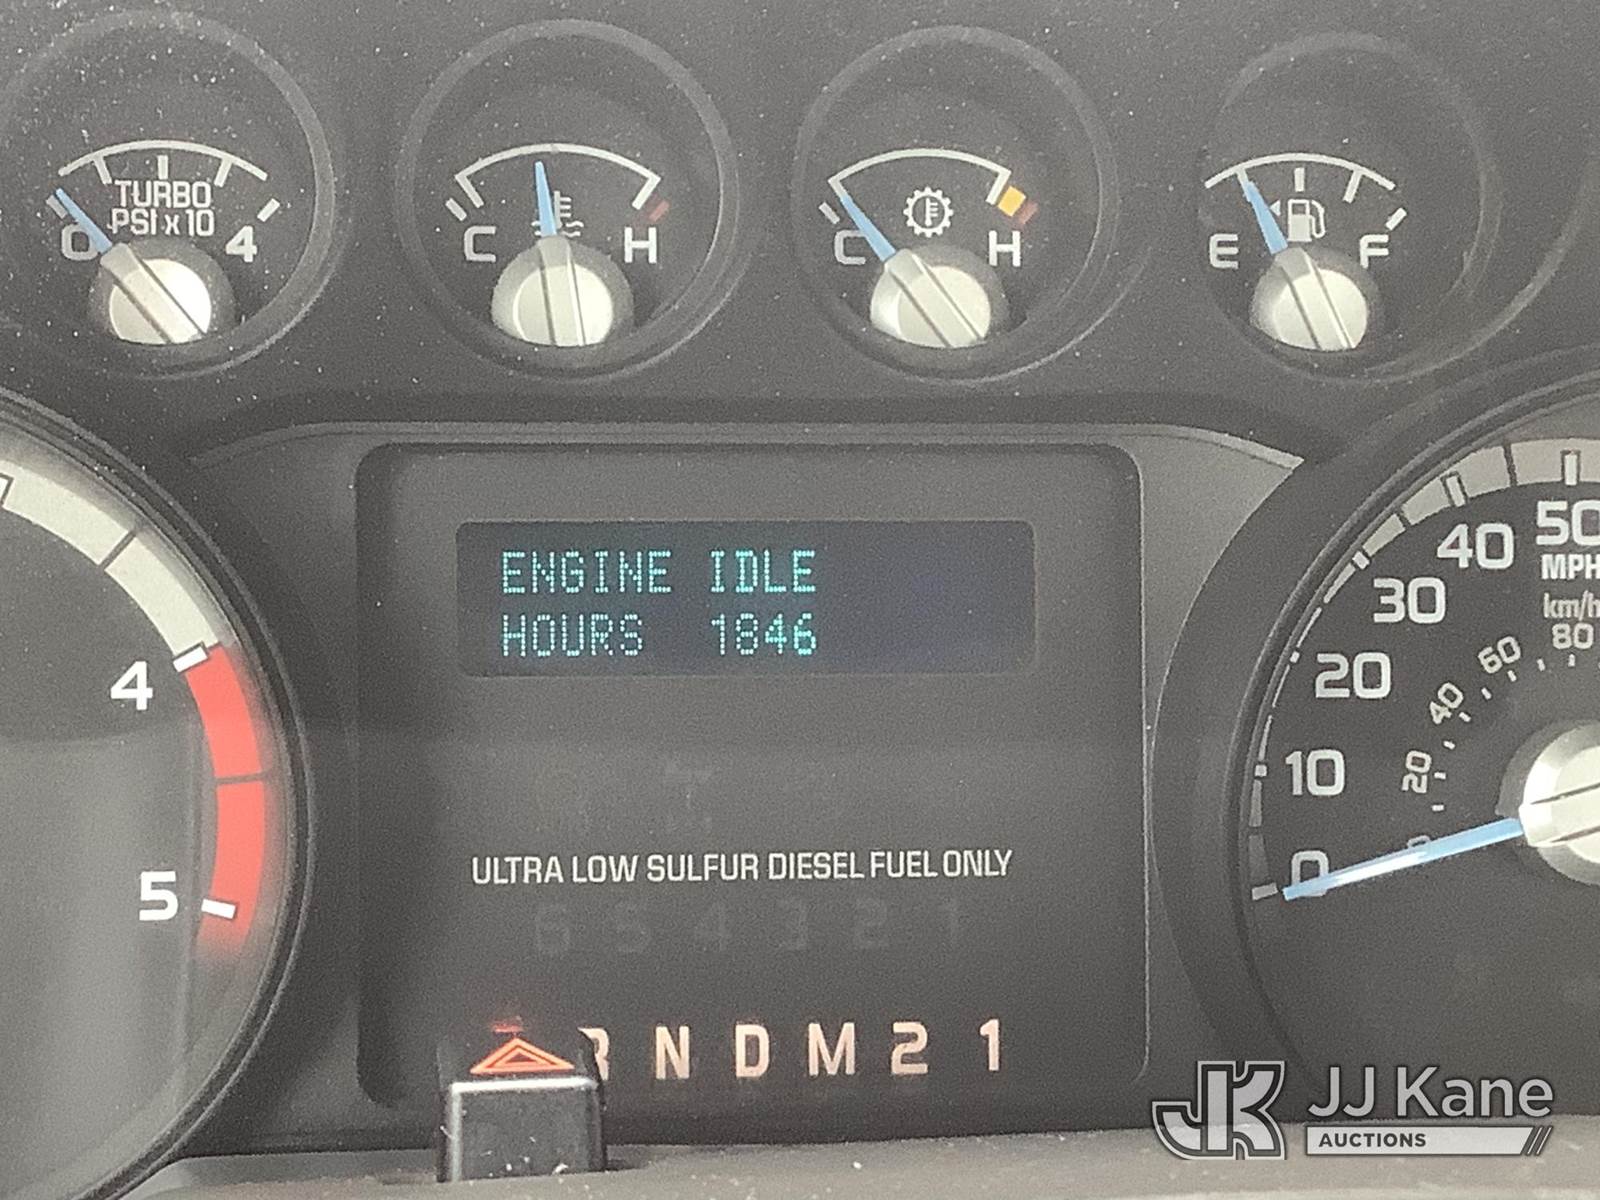 TURBO
PSI x 10
0 4
C H
C H
E F
ENGINE IDLE
HOURS 1846
4
5
ULTRA LOW SULFUR DIESEL FUEL ONLY
6 5 4 3 2 1
R N D M 2 1
50
40
MPH
30
km/h
80
20
60
40
10
20
0
0
JK
JJ Kane
AUCTIONS